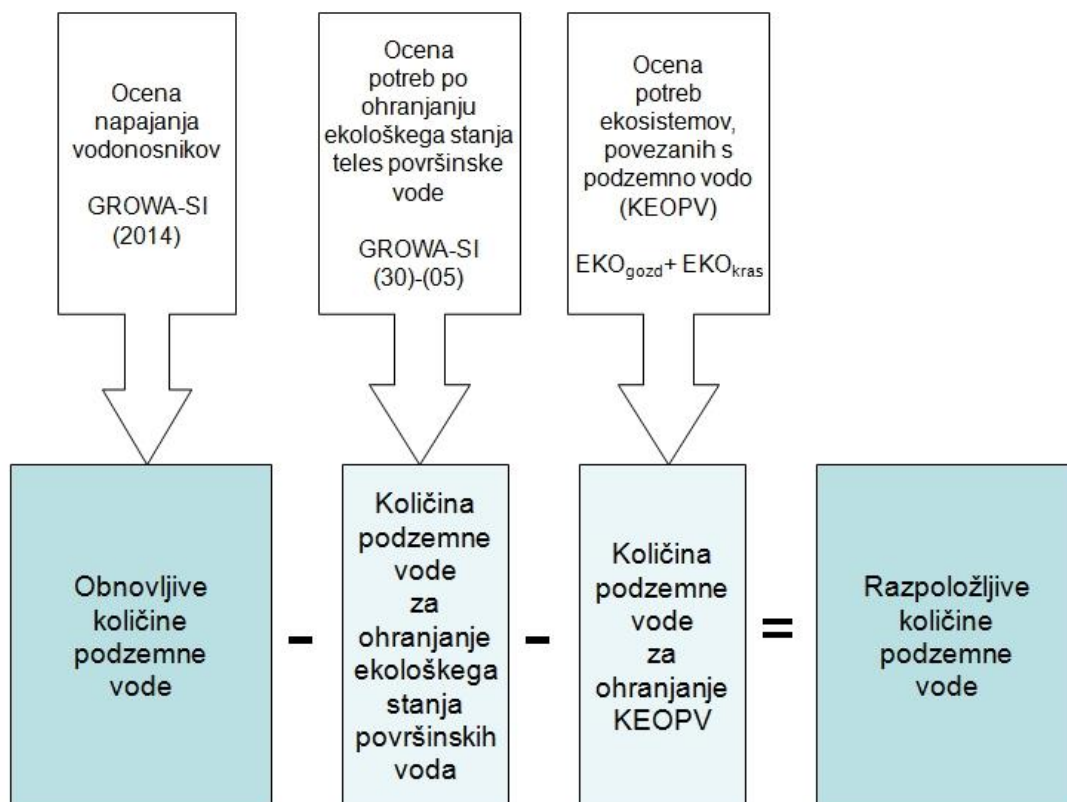 Ocena
napajanja
vodonosnikov
GROWA-SI
(2014)
Ocena
potreb po
ohranjanju
ekološkega stanja
teles površinske
vode
GROWA-SI
(30)-(05)
Ocena
potreb
ekosistemov,
povezanih s
podzemno vodo
(KEOPV)
EKOgozd+ EKOkras
Obnovljive
količine
podzemne
vode
-
Količina
podzemne
vode
za
ohranjanje
ekološkega
stanja
površinskih
voda
-
Količina
podzemne
vode
za
ohranjanje
KEOPV
=
Razpoložljive
količine
podzemne
vode